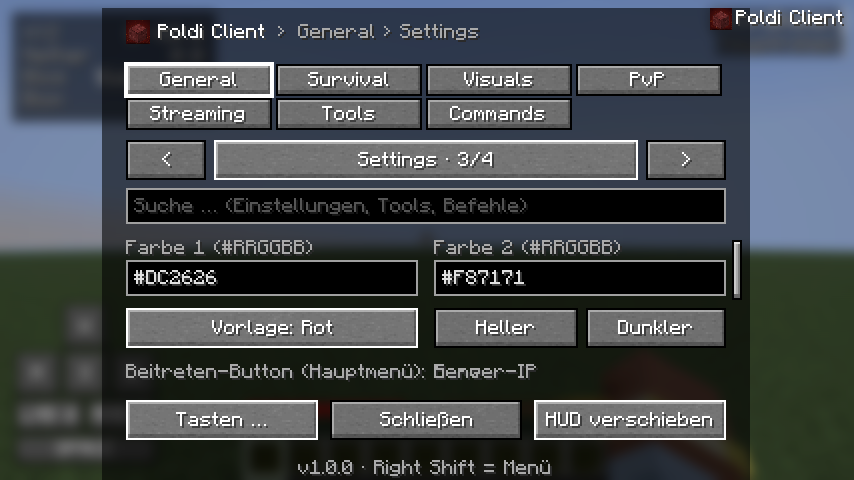 Poldi Client > General > Settings
Poldi Client
General Survival Visuals PvP
Streaming Tools Commands
< Settings · 3/4 >
Suche ... (Einstellungen, Tools, Befehle)
Farbe 1 (#RRGGBB) Farbe 2 (#RRGGBB)
#DC2626 #F87171
Vorlage: Rot Heller Dunkler
Beitreten-Button (Hauptmenü):
Tasten ... Schließen HUD verschieben
v1.0.0 · Right Shift = Menü